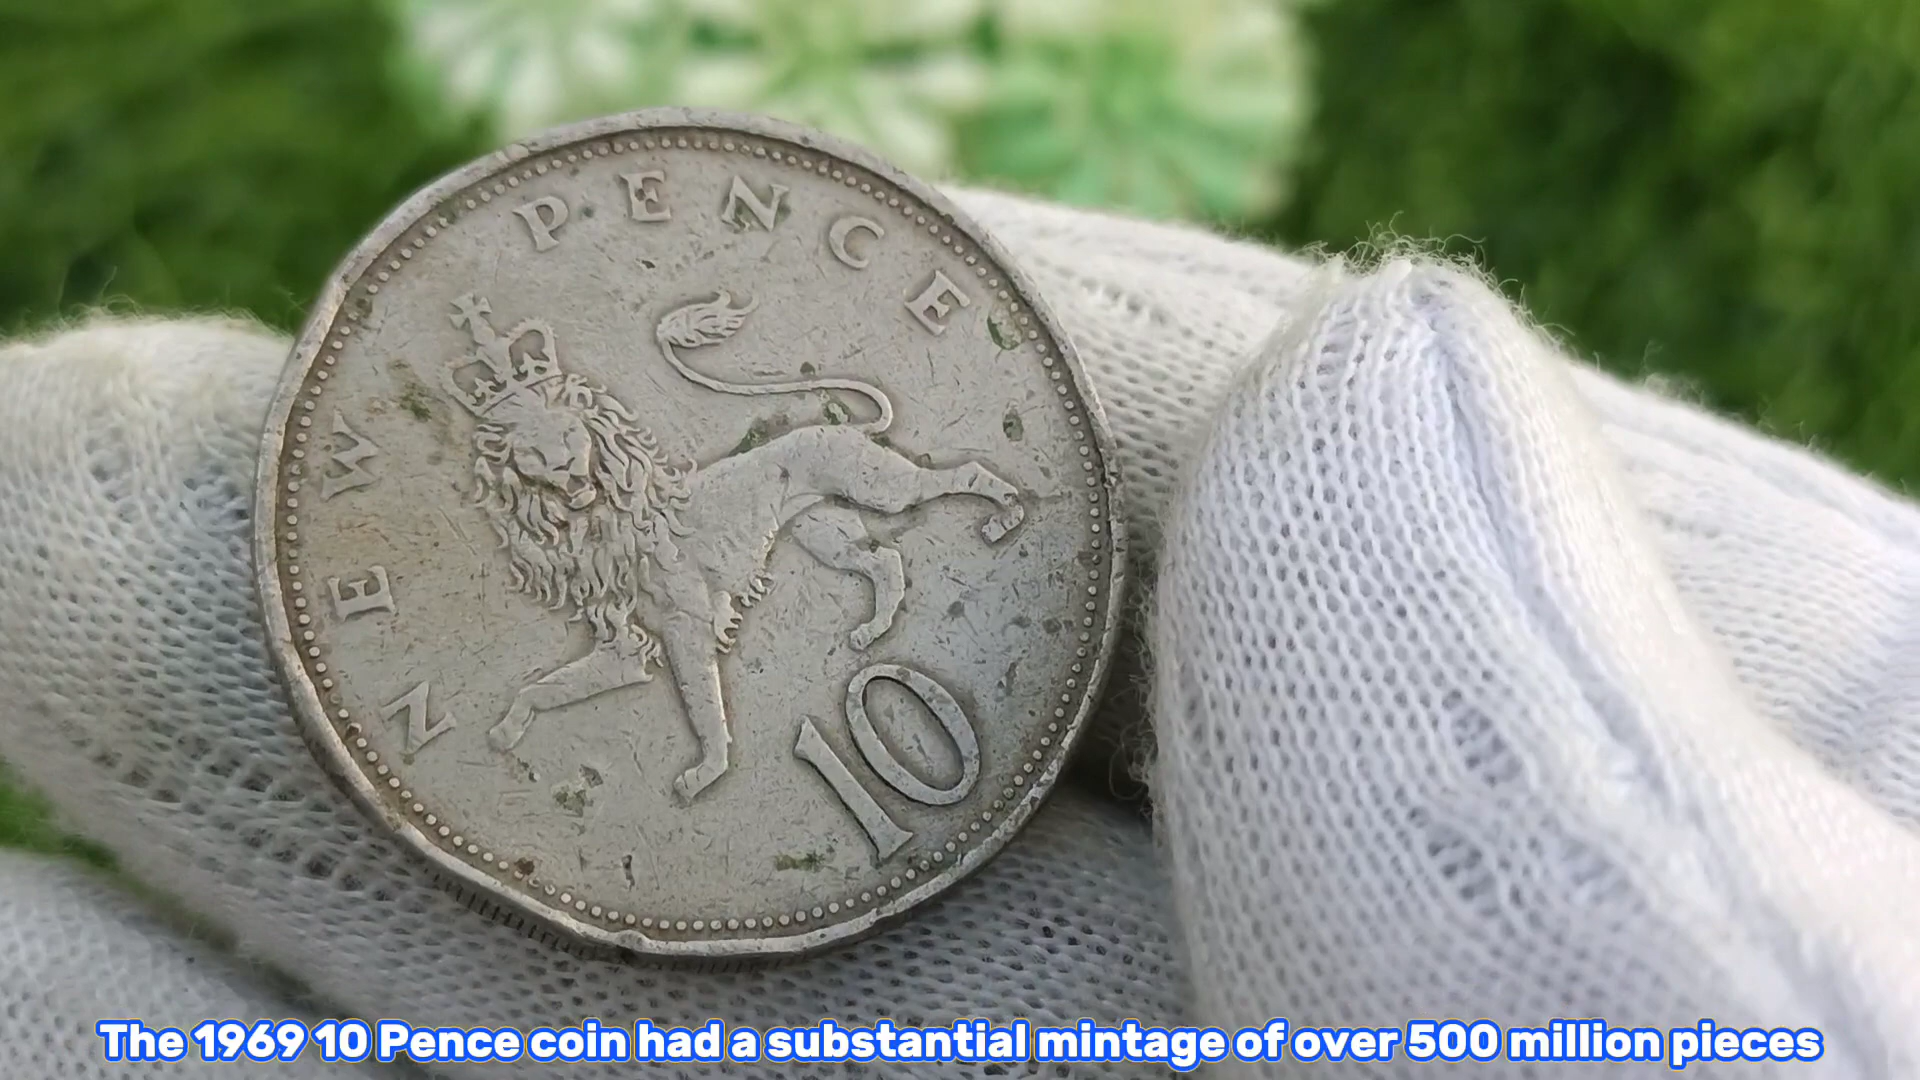 NEW PENCE
10
The 1969 10 Pence coin had a substantial mintage of over 500 million pieces